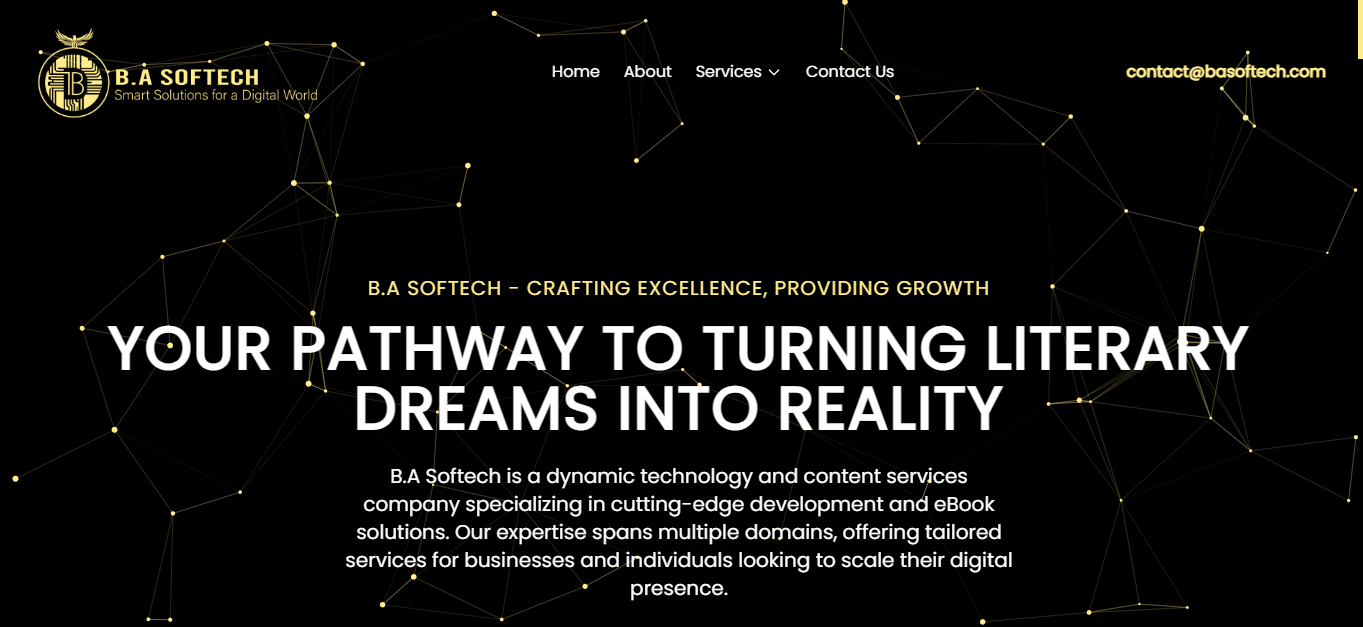 B.A SOFTECH
Smart Solutions for a Digital World
Home About Services Contact Us
contact@basoftech.com
B.A SOFTECH - CRAFTING EXCELLENCE, PROVIDING GROWTH
YOUR PATHWAY TO TURNING LITERARY
DREAMS INTO REALITY
B.A Softech is a dynamic technology and content services
company specializing in cutting-edge development and eBook
solutions. Our expertise spans multiple domains, offering tailored
services for businesses and individuals looking to scale their digital
presence.